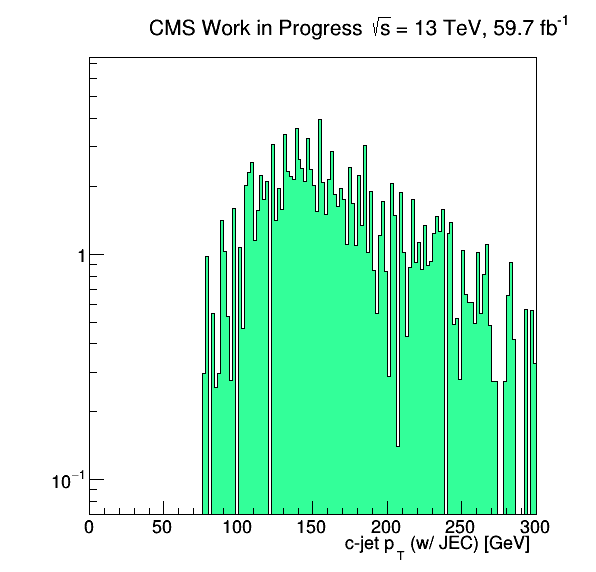 CMS Work in Progress √s = 13 TeV, 59.7 fb⁻¹
1
10⁻¹
0 50 100 150 200 250 300
c-jet p_T (w/ JEC) [GeV]